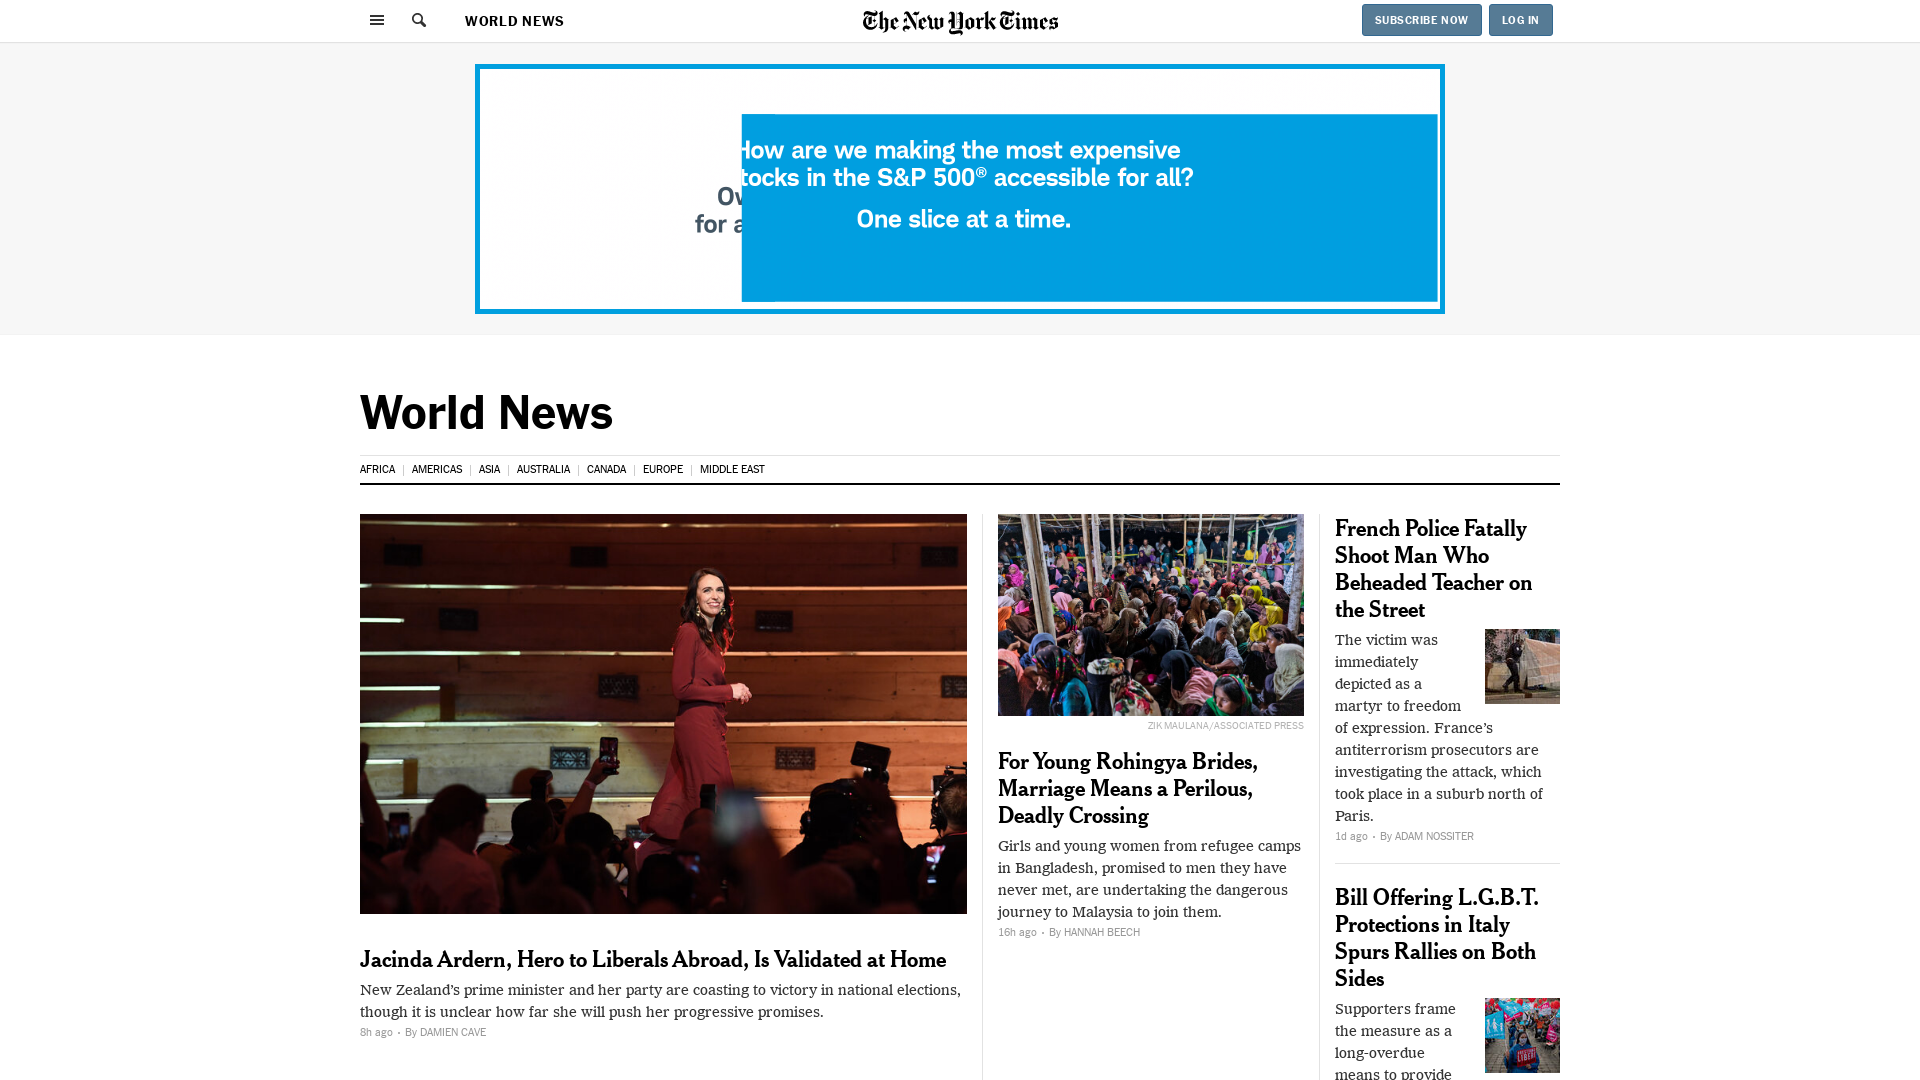 WORLD NEWS
The New York Times
SUBSCRIBE NOW
LOG IN
How are we making the most expensive
tocks in the S&P 500® accessible for all?
for a
One slice at a time.
World News
AFRICA
AMERICAS
ASIA
AUSTRALIA
CANADA
EUROPE
MIDDLE EAST
Jacinda Ardern, Hero to Liberals Abroad, Is Validated at Home
New Zealand’s prime minister and her party are coasting to victory in national elections,
though it is unclear how far she will push her progressive promises.
8h ago • By DAMIEN CAVE
ZIK MAULANA/ASSOCIATED PRESS
For Young Rohingya Brides,
Marriage Means a Perilous,
Deadly Crossing
Girls and young women from refugee camps
in Bangladesh, promised to men they have
never met, are undertaking the dangerous
journey to Malaysia to join them.
16h ago • By HANNAH BEECH
French Police Fatally
Shoot Man Who
Beheaded Teacher on
the Street
The victim was
immediately
depicted as a
martyr to freedom
of expression. France’s
antiterrorism prosecutors are
investigating the attack, which
took place in a suburb north of
Paris.
1d ago • By ADAM NOSSITER
Bill Offering L.G.B.T.
Protections in Italy
Spurs Rallies on Both
Sides
Supporters frame
the measure as a
long-overdue
means to provide